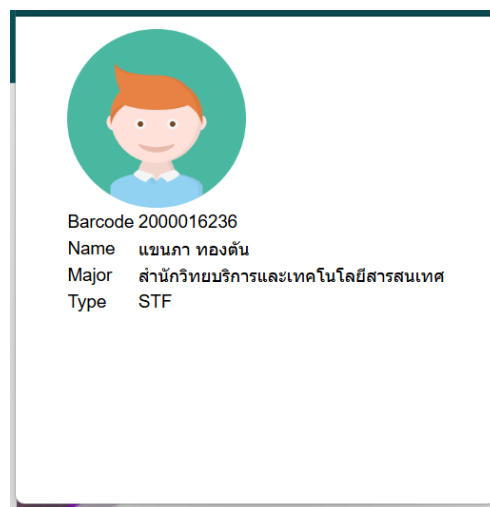 Barcode 2000016236
Name แขนภา ทองตัน
Major สำนักวิทยบริการและเทคโนโลยีสารสนเทศ
Type STF